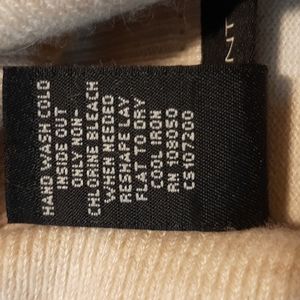 HAND WASH COLD
INSIDE OUT
ONLY NON-
CHLORINE BLEACH
WHEN NEEDED
RESHAPE LAY
FLAT TO DRY
COOL IRON
RN 109050
CS107200
NT